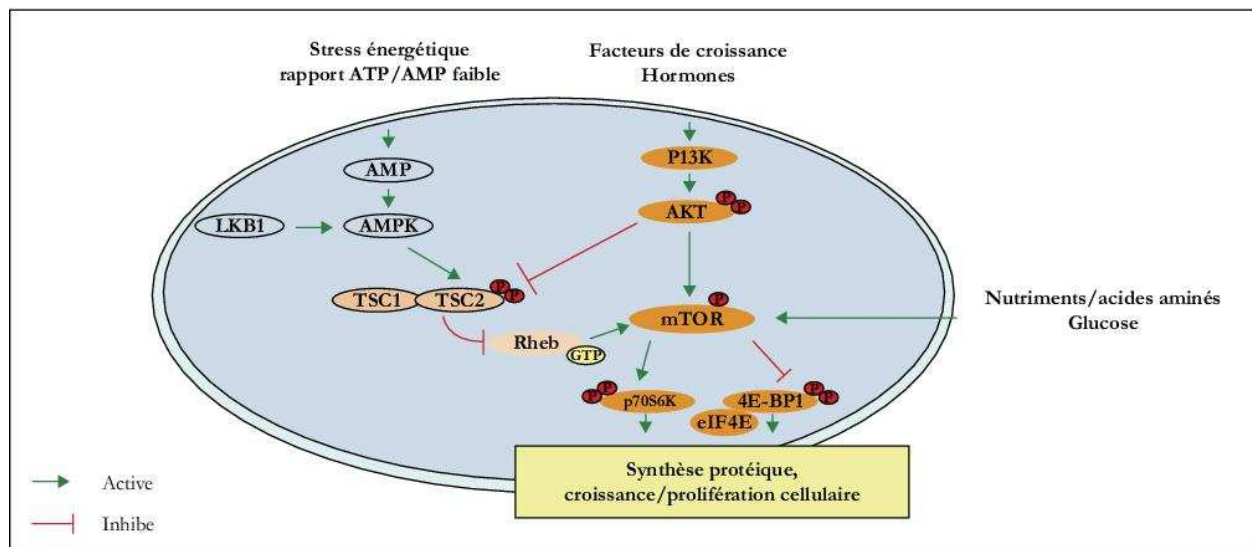 Stress énergétique
rapport ATP/AMP faible
Facteurs de croissance
Hormones
AMP
P13K
P
P
AKT
LKB1
AMPK
P
P
TSC1
TSC2
P
mTOR
Nutriments/acides aminés
Glucose
Rheb
GTP
P
P
p70S6K
P
P
4E-BP1
eIF4E
Synthèse protéique,
croissance/prolifération cellulaire
Active
Inhibe